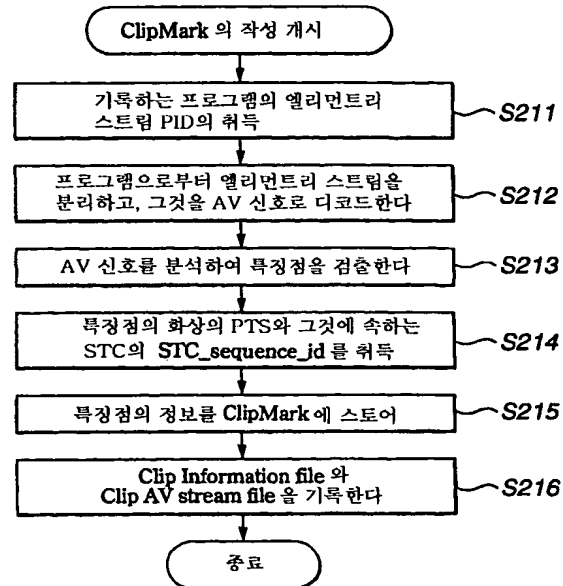 ClipMark 의 작성 개시
기록하는 프로그램의 엘리먼트리
스트림 PID의 취득
S211
프로그램으로부터 엘리먼트리 스트림을
분리하고, 그것을 AV 신호로 디코드한다
S212
AV 신호를 분석하여 특징점을 검출한다
S213
특징점의 화상의 PTS와 그것에 속하는
STC의 STC_sequence_id 를 취득
S214
특징점의 정보를 ClipMark 에 스토어
S215
Clip Information file 와
Clip AV stream file 을 기록한다
S216
종료